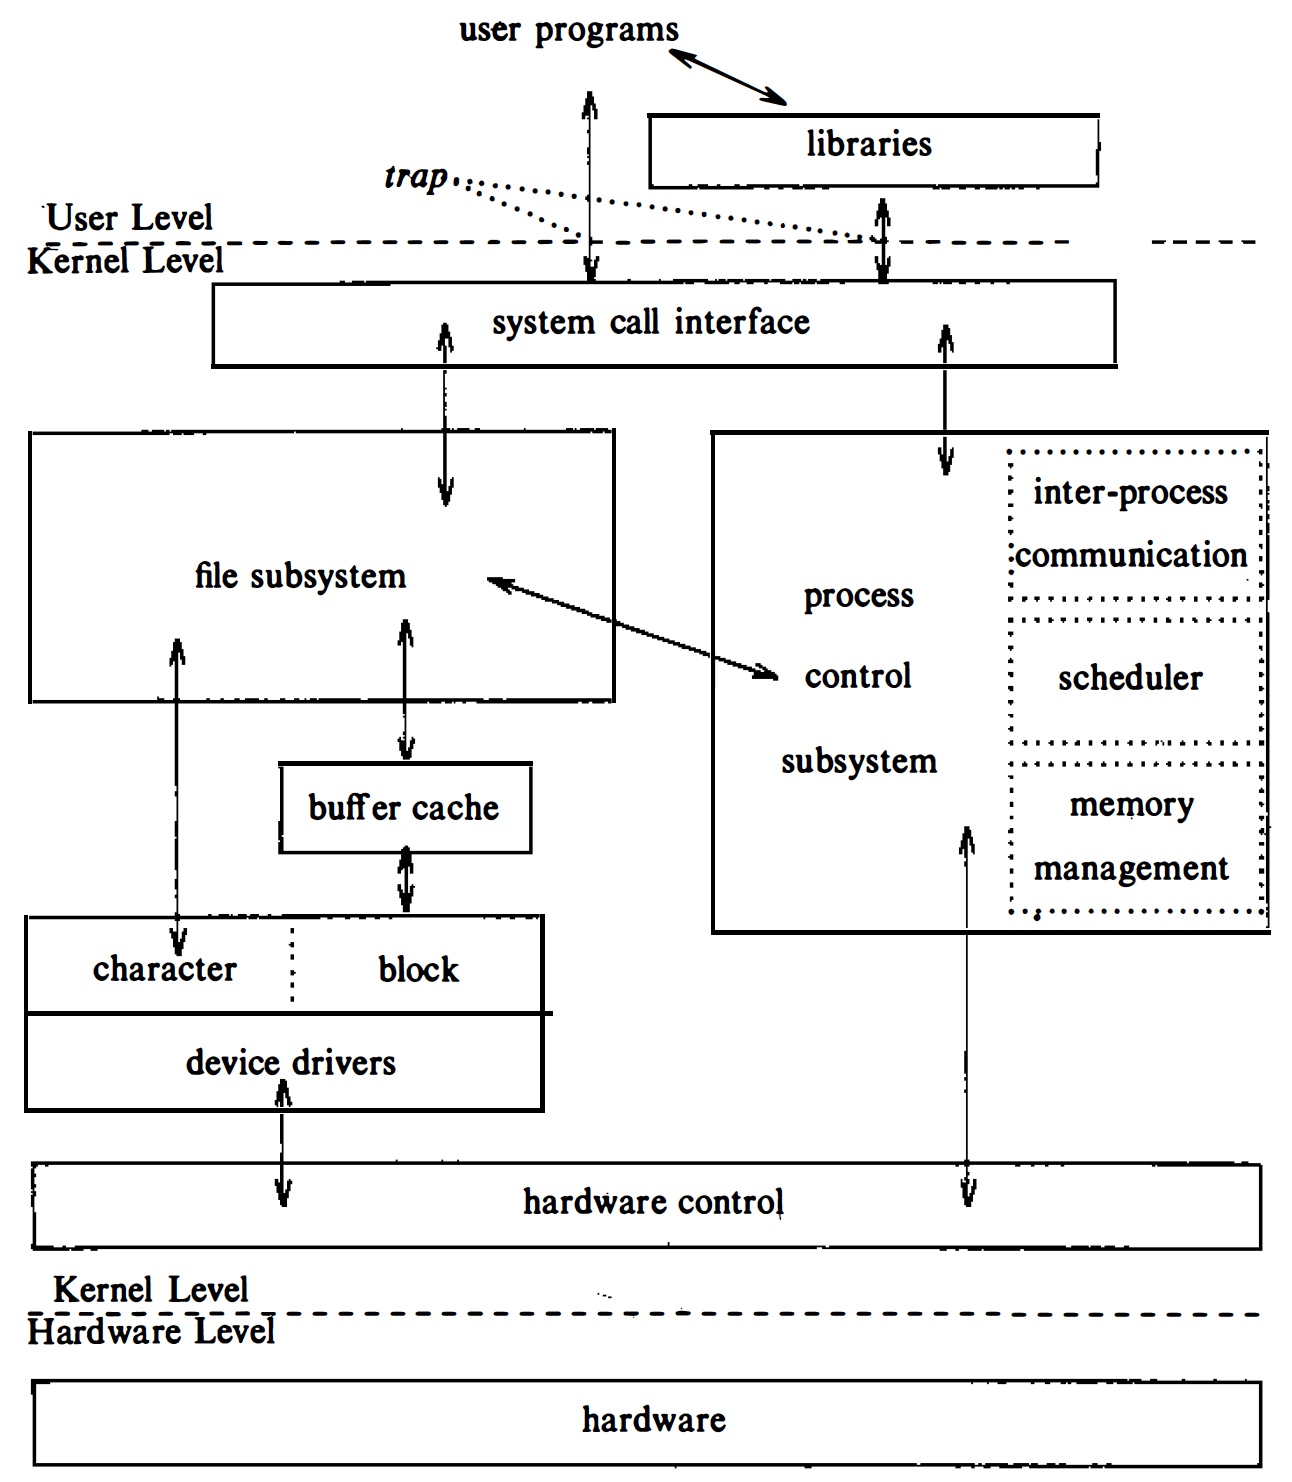 user programs
libraries
trap
User Level
Kernel Level
system call interface
file subsystem
process
control
subsystem
inter-process
communication
scheduler
memory
management
buffer cache
character
block
device drivers
hardware control
Kernel Level
Hardware Level
hardware